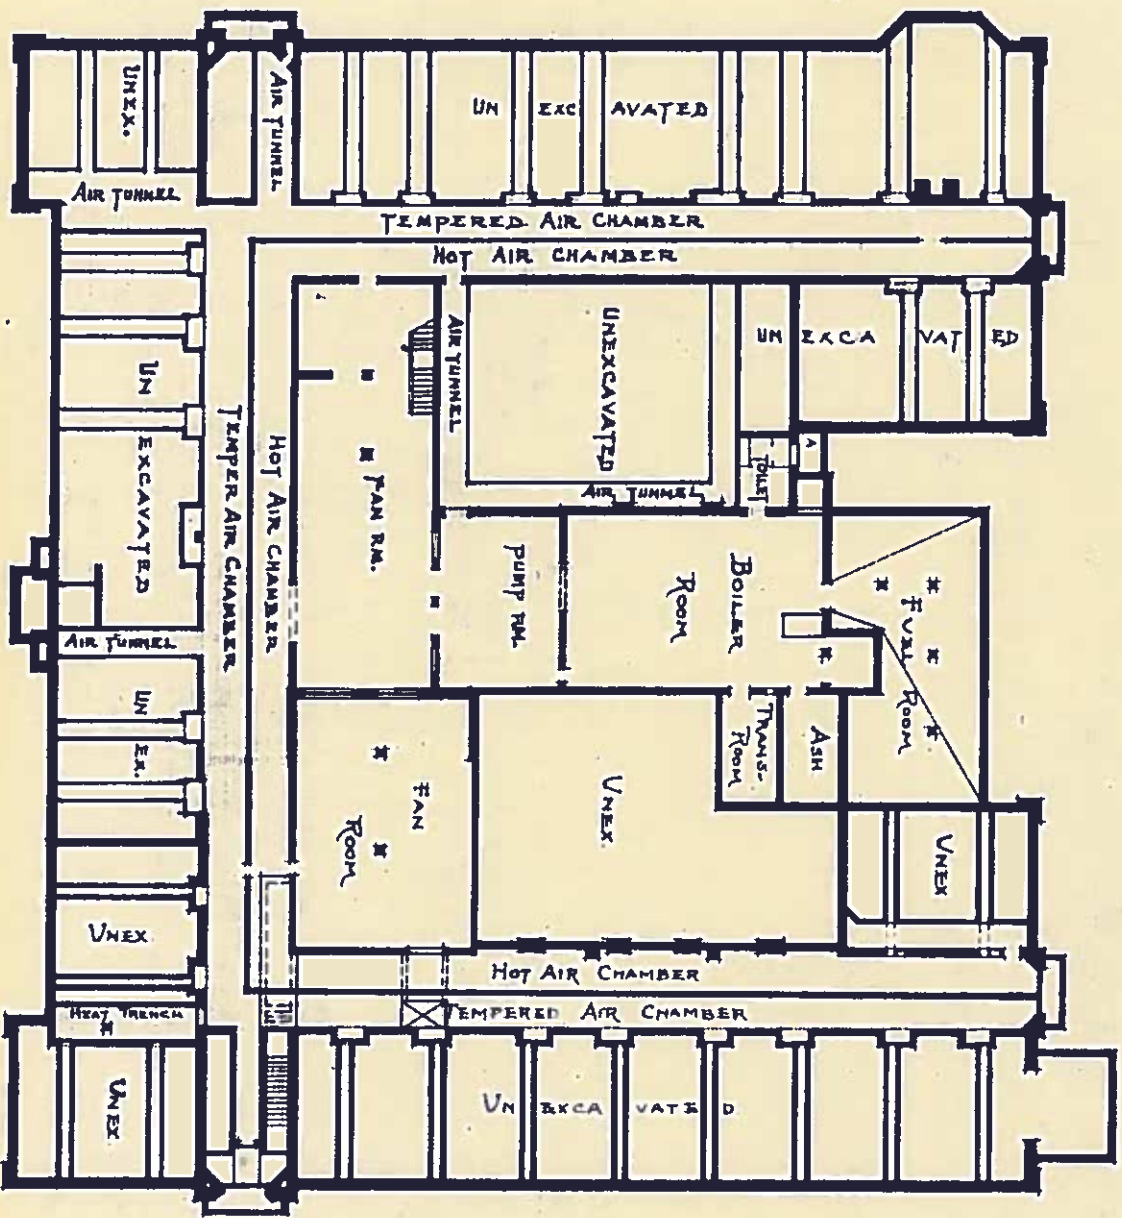 UNEX.
AIR TUNNEL
UN EXC AVATED
AIR TUNNEL
TEMPERED AIR CHAMBER
HOT AIR CHAMBER
AIR TUNNEL
UNEXCAVATED
UN EXCA VAT ED
UN EXCAVATED
TEMPER AIR CHAMBER
HOT AIR CHAMBER
FAN RM.
AIR TUNNEL
A
TOILET
PUMP RM.
BOILER
ROOM
FUEL
ROOM
AIR TUNNEL
UN
EX.
FAN
ROOM
UNEX.
TRANS-
ROOM
ASH
UNEX
UNEX
HOT AIR CHAMBER
TEMPERED AIR CHAMBER
HEAT TRENCH
H
UNEX.
UN EXCA VATE D